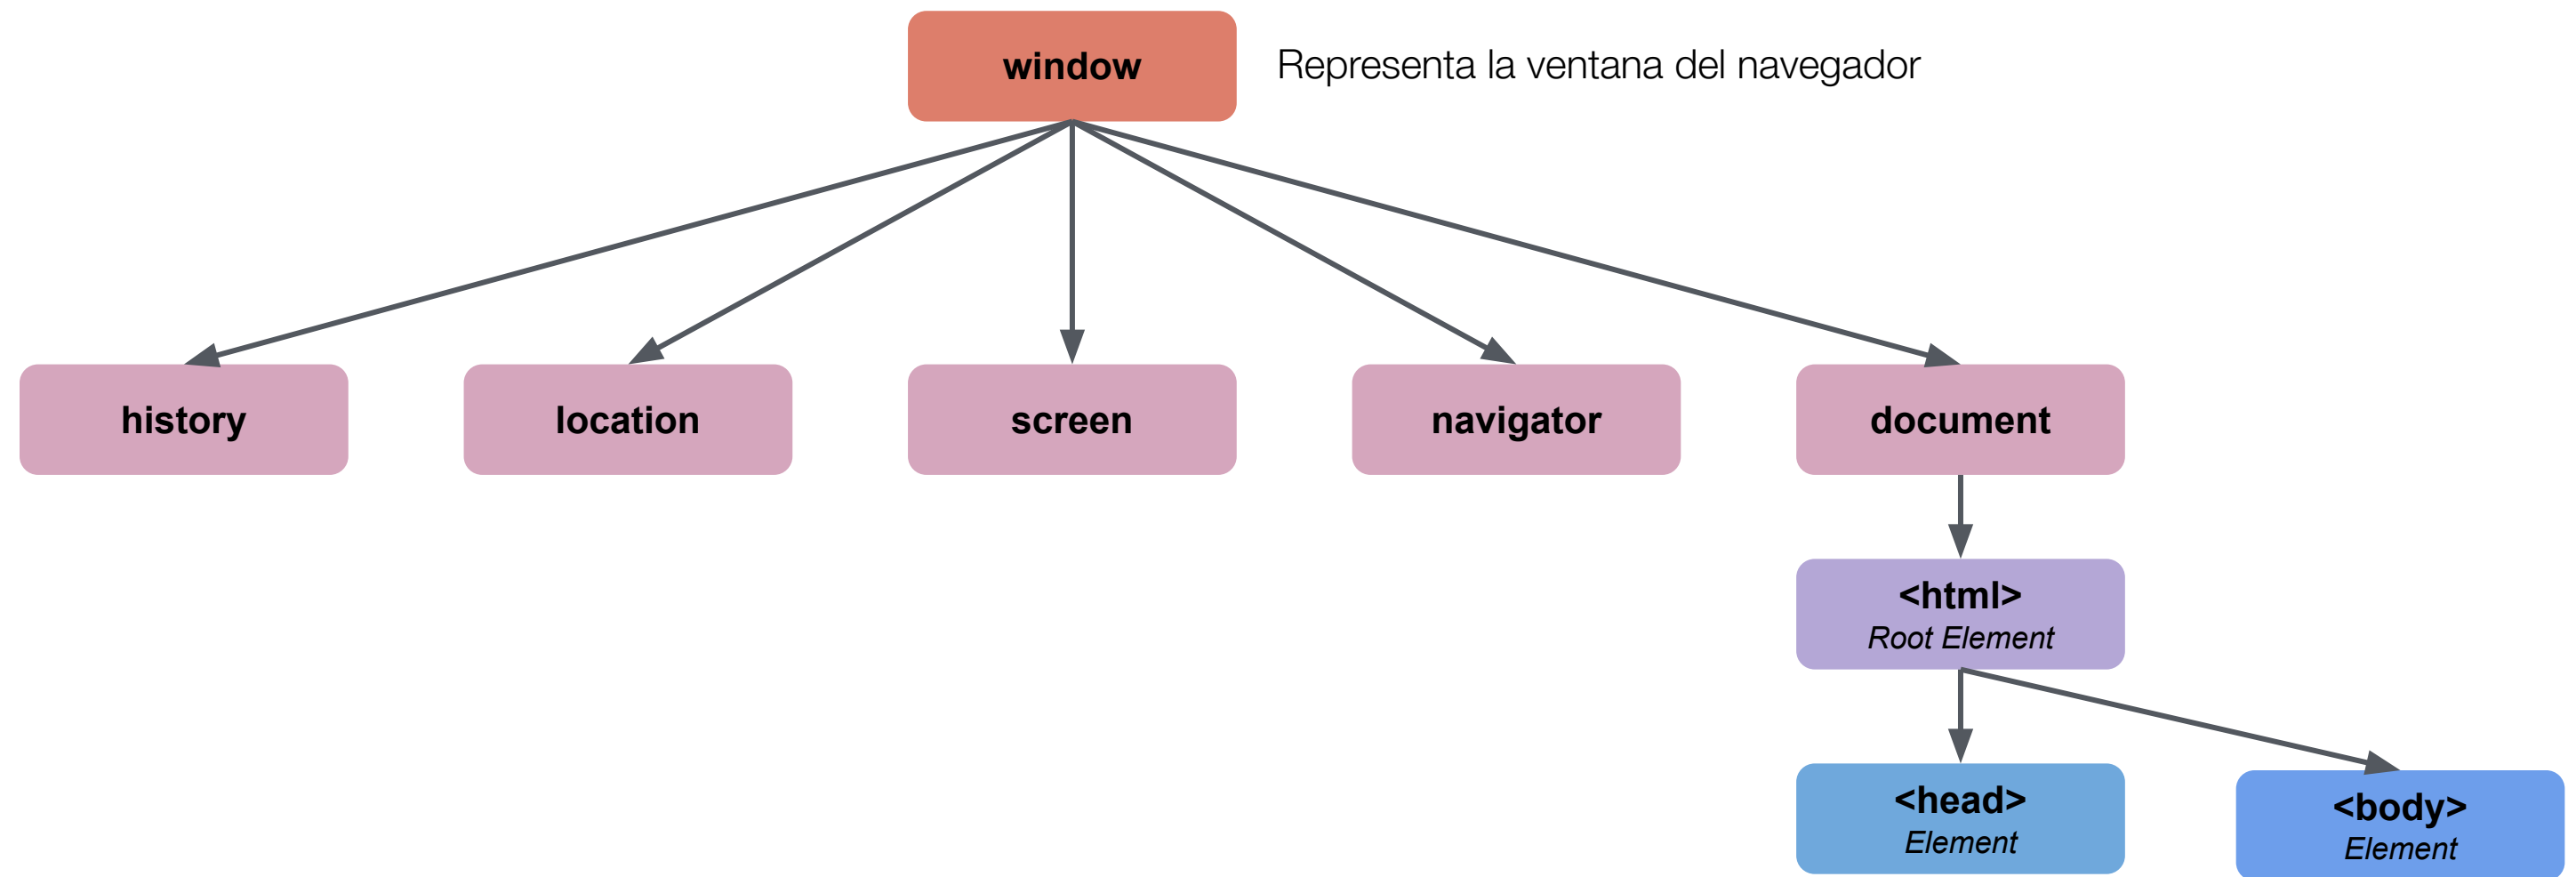 window
Representa la ventana del navegador
history
location
screen
navigator
document
<html>
Root Element
<head>
Element
<body>
Element